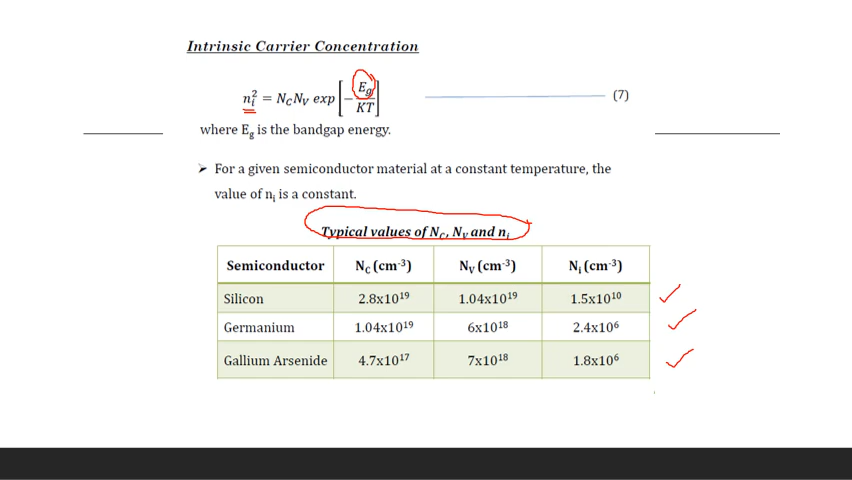 Intrinsic Carrier Concentration
n_i^2 = N_C N_V exp [ − E_g / KT ] (7)
where E_g is the bandgap energy.
➢ For a given semiconductor material at a constant temperature, the
value of n_i is a constant.
Typical values of N_C, N_V and n_i
Semiconductor N_C (cm^-3) N_V (cm^-3) N_i (cm^-3)
Silicon 2.8x10^19 1.04x10^19 1.5x10^10
Germanium 1.04x10^19 6x10^18 2.4x10^6
Gallium Arsenide 4.7x10^17 7x10^18 1.8x10^6